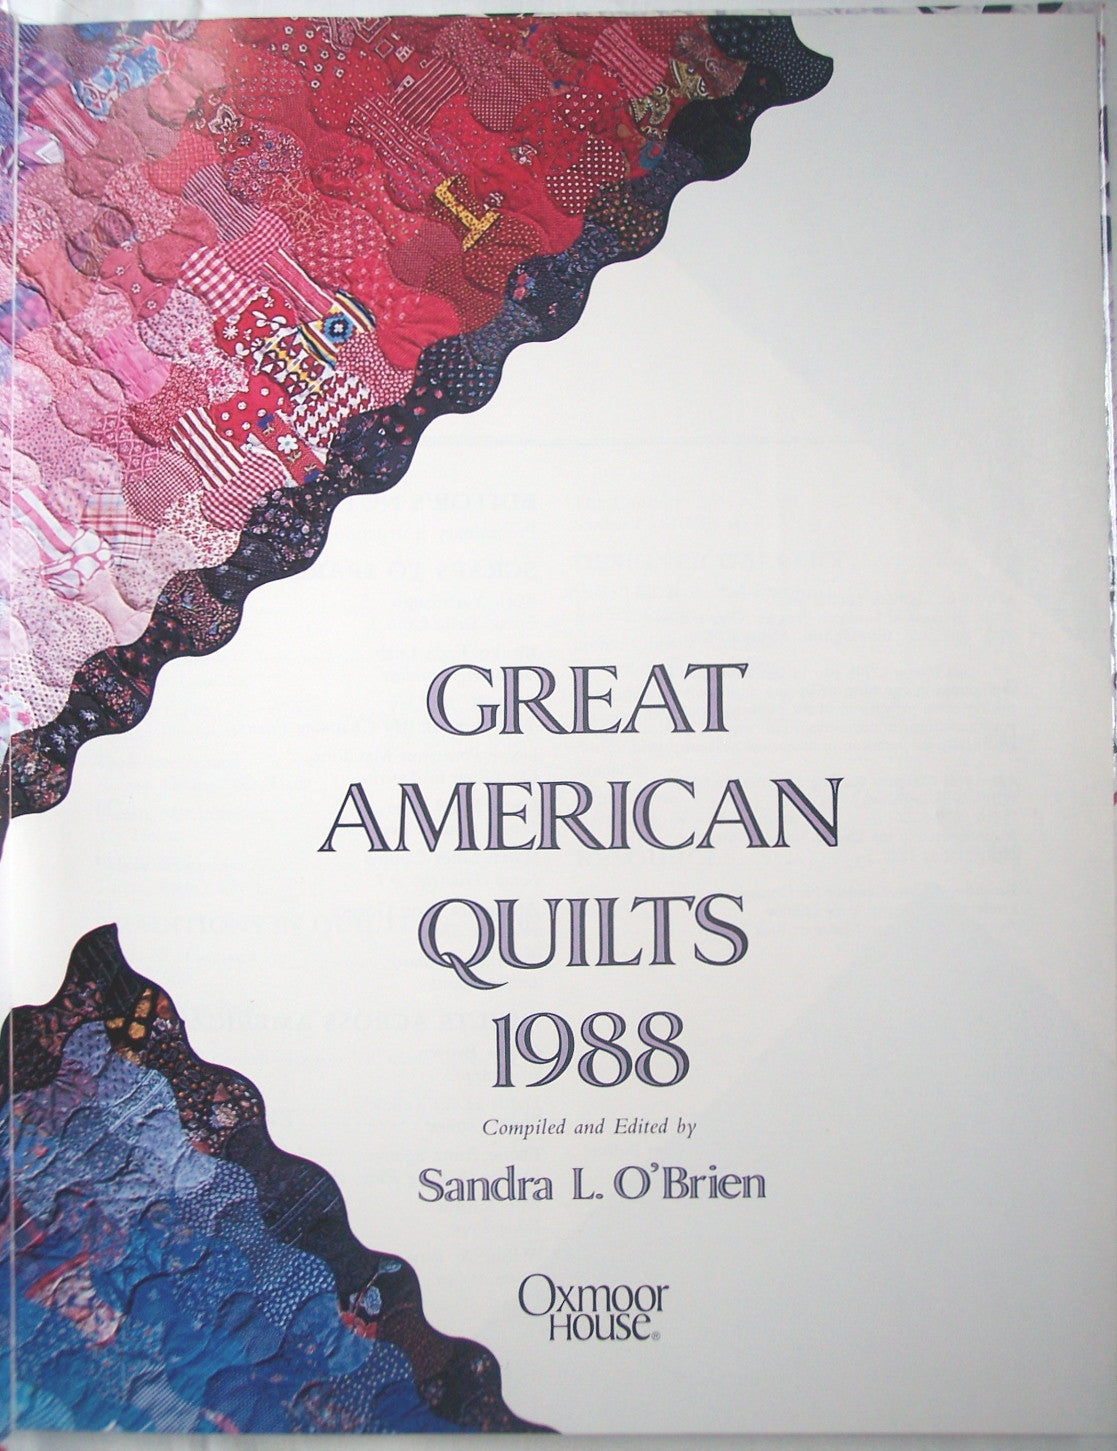 GREAT
AMERICAN
QUILTS
1988
Compiled and Edited by
Sandra L. O'Brien
Oxmoor
House®